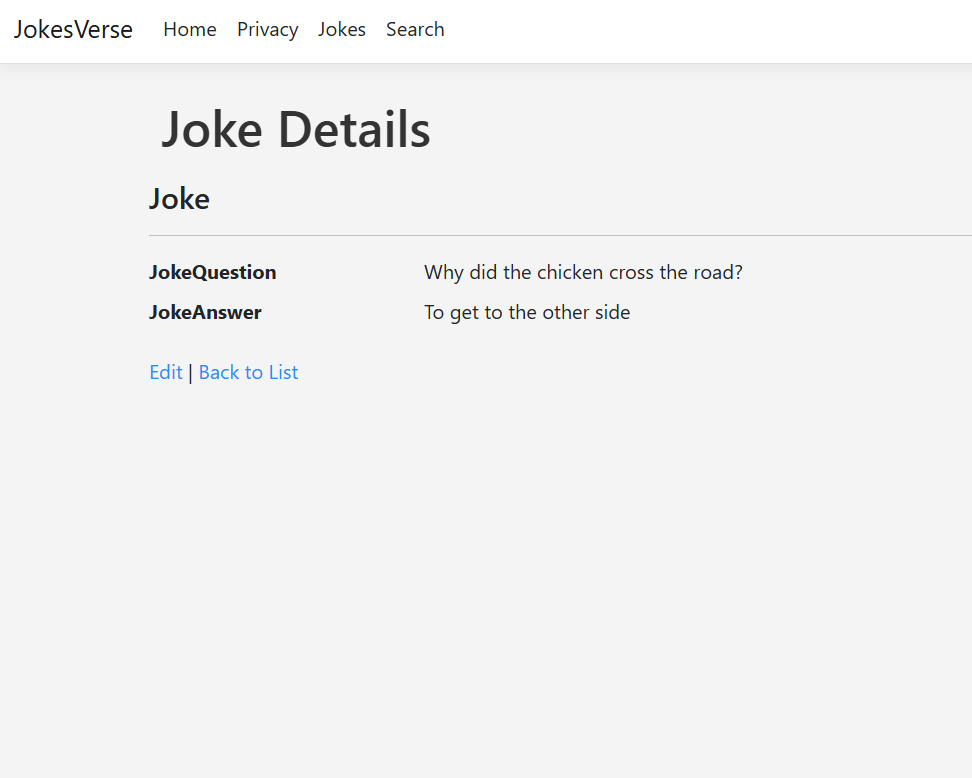 JokesVerse Home Privacy Jokes Search
Joke Details
Joke
JokeQuestion Why did the chicken cross the road?
JokeAnswer To get to the other side
Edit | Back to List